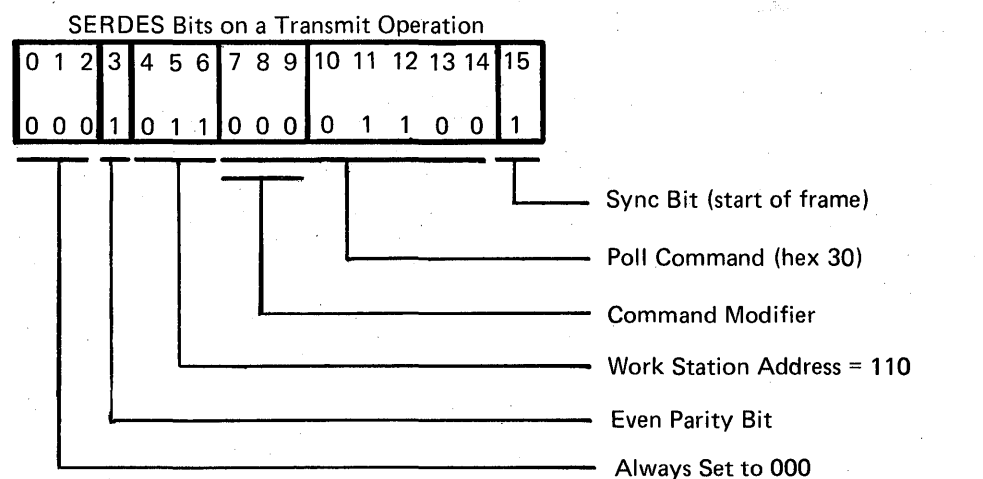 SERDES Bits on a Transmit Operation
0 1 2 3 4 5 6 7 8 9 10 11 12 13 14 15
0 0 0 1 0 1 1 0 0 0 0 1 1 0 0 1
Sync Bit (start of frame)
Poll Command (hex 30)
Command Modifier
Work Station Address = 110
Even Parity Bit
Always Set to 000